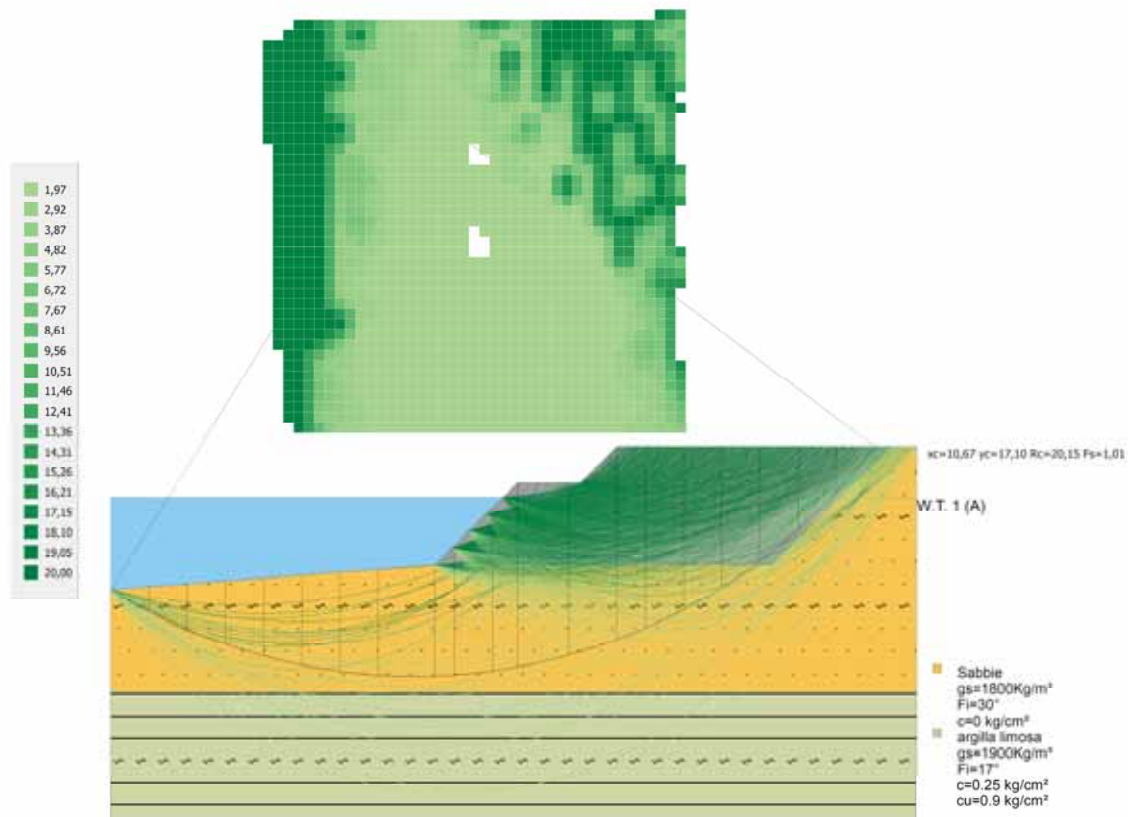 1,97
2,92
3,87
4,82
5,77
6,72
7,67
8,61
9,56
10,51
11,46
12,41
13,36
14,31
15,26
16,21
17,15
18,10
19,05
20,00
xc=10,67 yc=17,10 Rc=20,15 Fs=1,01
W.T. 1 (A)
Sabbie
gs=1800Kg/m³
Fi=30°
c=0 kg/cm²
argilla limosa
gs=1900Kg/m³
Fi=17°
c=0.25 kg/cm²
cu=0.9 kg/cm²